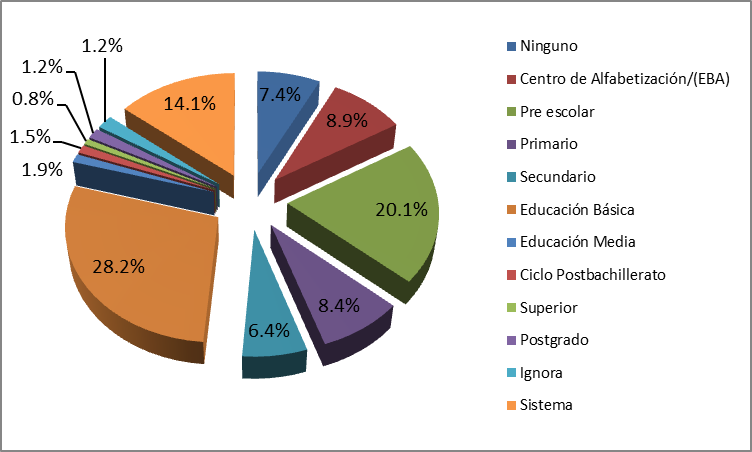 1.2%
1.2%
0.8%
1.5%
1.9%
14.1%
7.4%
8.9%
20.1%
8.4%
6.4%
28.2%
Ninguno
Centro de Alfabetización/(EBA)
Pre escolar
Primario
Secundario
Educación Básica
Educación Media
Ciclo Postbachillerato
Superior
Postgrado
Ignora
Sistema